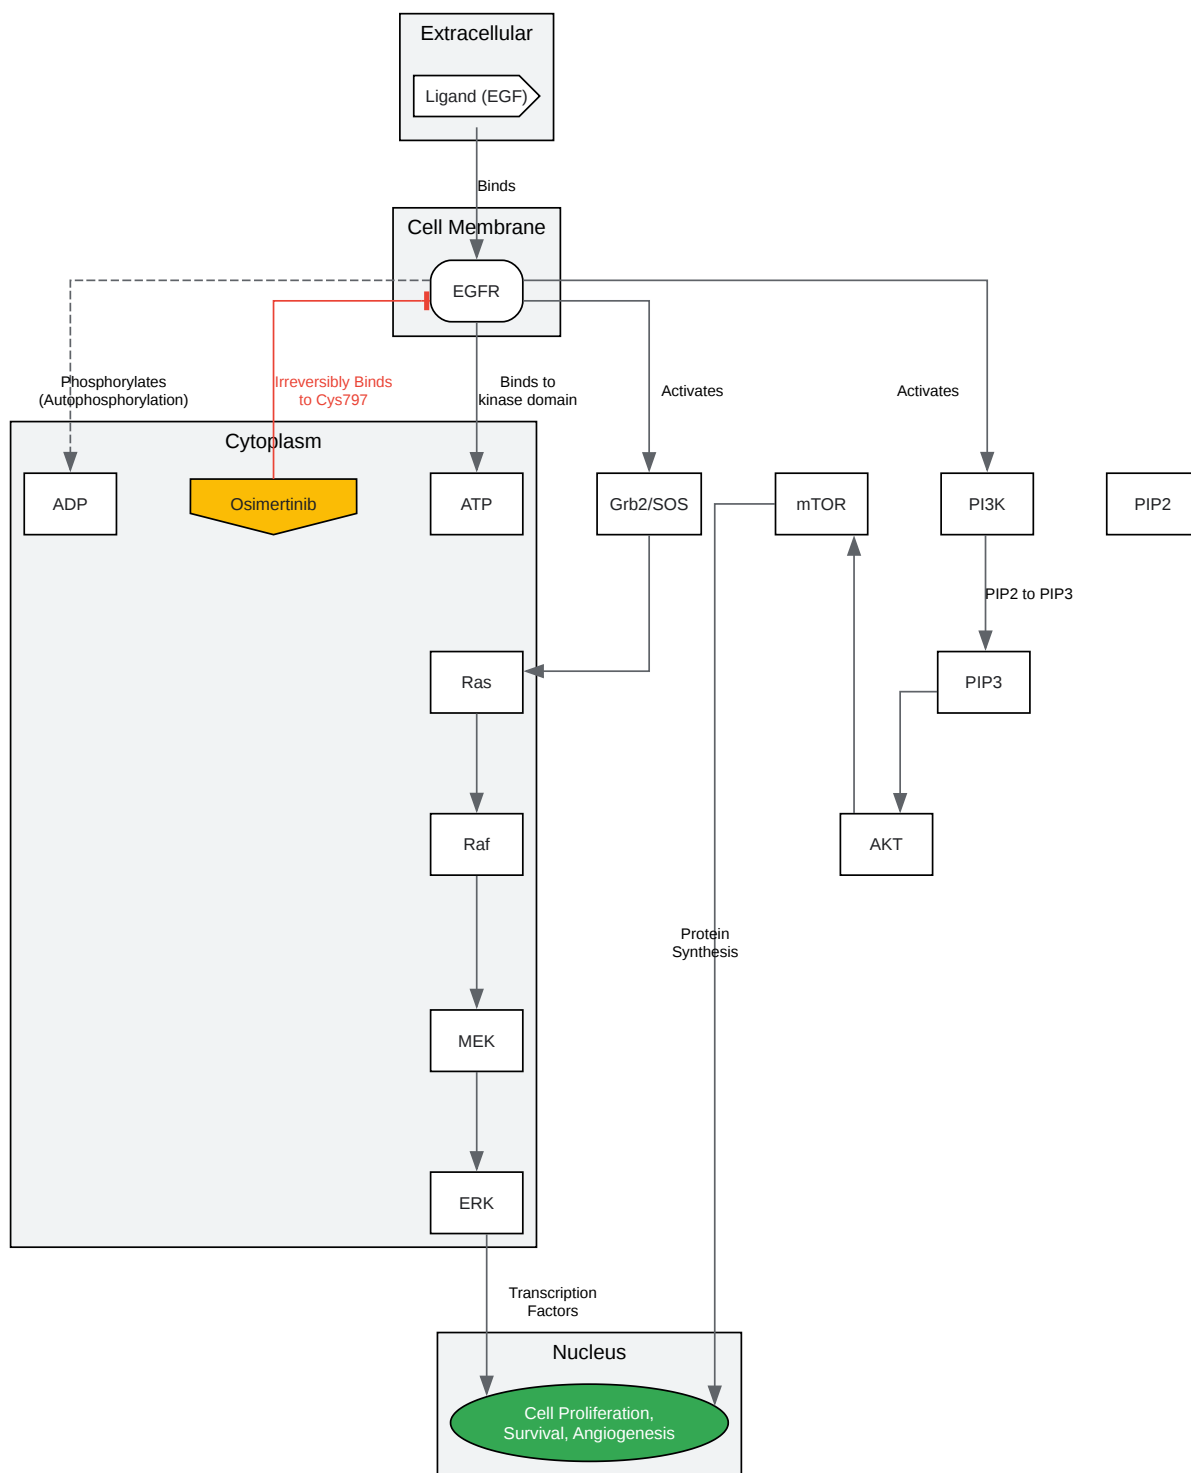 Extracellular
Ligand (EGF)
Binds
Cell Membrane
EGFR
Phosphorylates
(Autophosphorylation)
Irreversibly Binds
to Cys797
Binds to
kinase domain
Activates
Activates
Cytoplasm
ADP
Osimertinib
ATP
Grb2/SOS
mTOR
PI3K
PIP2
PIP2 to PIP3
Ras
PIP3
Raf
AKT
Protein
Synthesis
MEK
ERK
Transcription
Factors
Nucleus
Cell Proliferation,
Survival, Angiogenesis